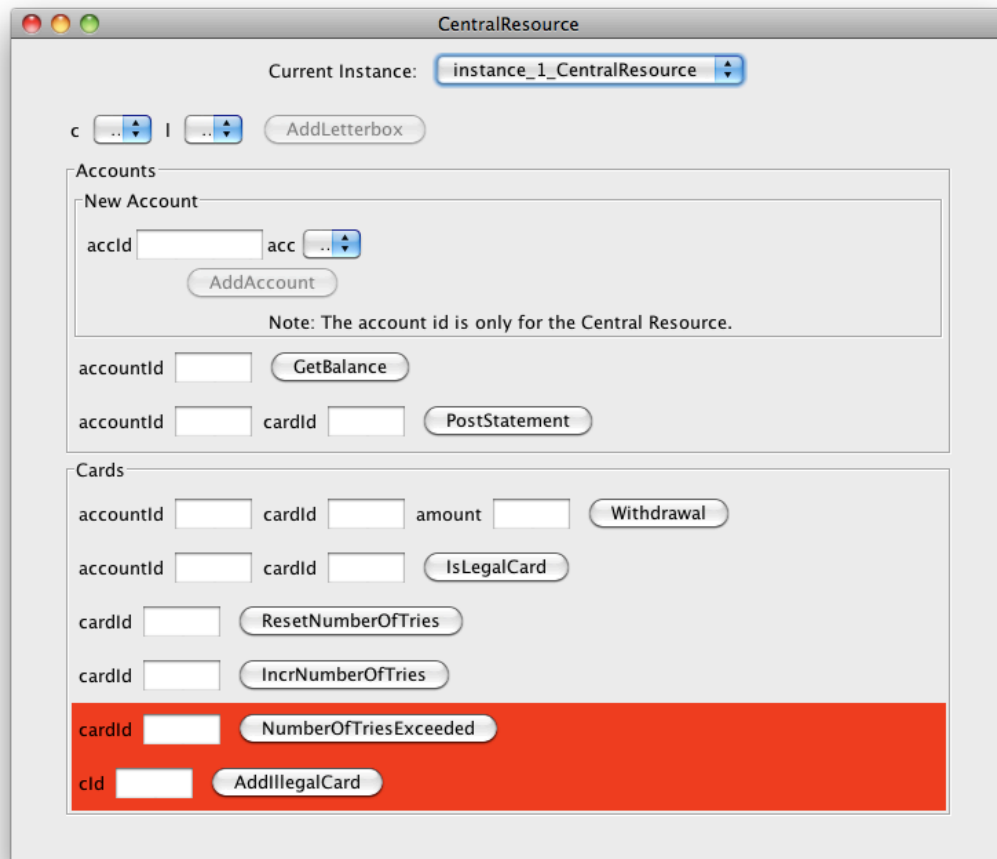 CentralResource
Current Instance: instance_1_CentralResource
c .. l .. AddLetterbox
Accounts
New Account
accId acc ..
AddAccount
Note: The account id is only for the Central Resource.
accountId GetBalance
accountId cardId PostStatement
Cards
accountId cardId amount Withdrawal
accountId cardId IsLegalCard
cardId ResetNumberOfTries
cardId IncrNumberOfTries
cardId NumberOfTriesExceeded
cId AddIllegalCard